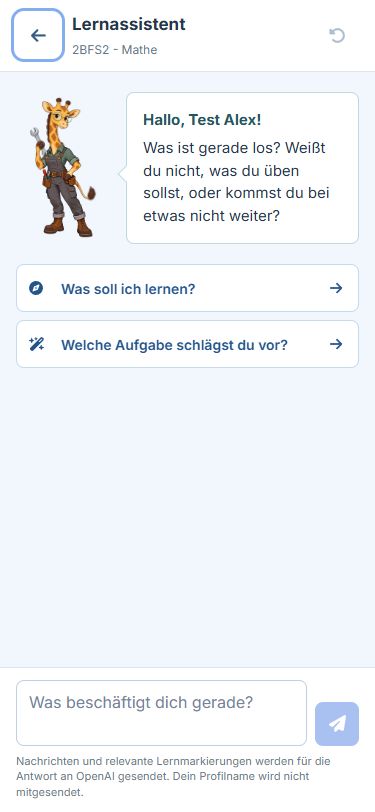 Lernassistent
2BFS2 - Mathe
Hallo, Test Alex!
Was ist gerade los? Weißt
du nicht, was du üben
sollst, oder kommst du bei
etwas nicht weiter?
Was soll ich lernen?
Welche Aufgabe schlägst du vor?
Was beschäftigt dich gerade?
Nachrichten und relevante Lernmarkierungen werden für die
Antwort an OpenAI gesendet. Dein Profilname wird nicht
mitgesendet.